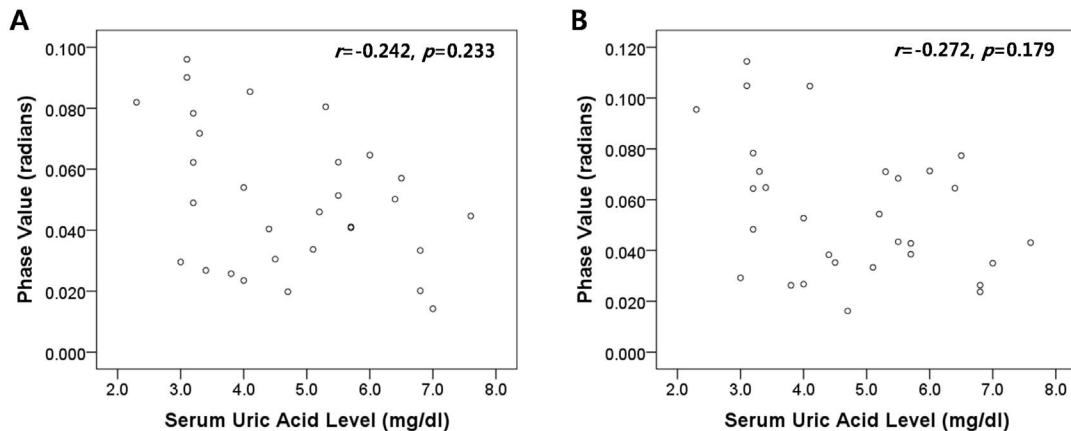 A
r=-0.242, p=0.233
Phase Value (radians)
0.100
0.080
0.060
0.040
0.020
0.000
2.0 3.0 4.0 5.0 6.0 7.0 8.0
Serum Uric Acid Level (mg/dl)
B
r=-0.272, p=0.179
Phase Value (radians)
0.120
0.100
0.080
0.060
0.040
0.020
0.000
2.0 3.0 4.0 5.0 6.0 7.0 8.0
Serum Uric Acid Level (mg/dl)